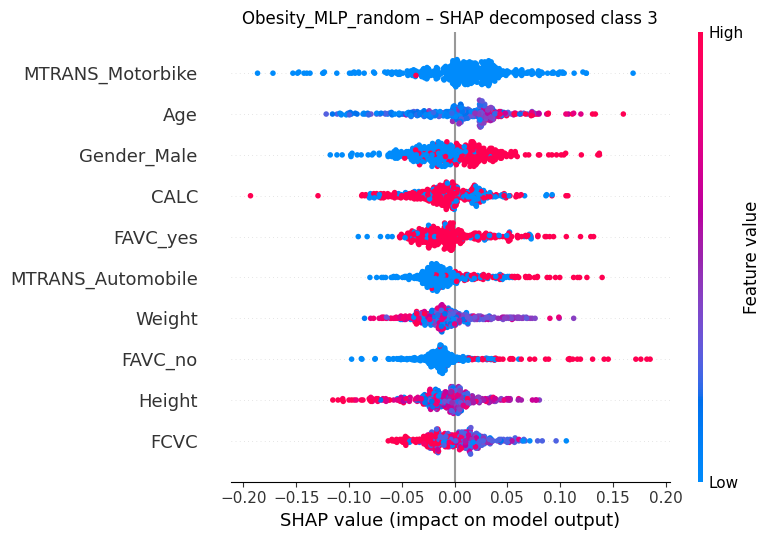 Obesity_MLP_random – SHAP decomposed class 3
High
MTRANS_Motorbike
Age
Gender_Male
CALC
FAVC_yes
MTRANS_Automobile
Weight
FAVC_no
Height
FCVC
Feature value
Low
−0.20 −0.15 −0.10 −0.05 0.00 0.05 0.10 0.15 0.20
SHAP value (impact on model output)